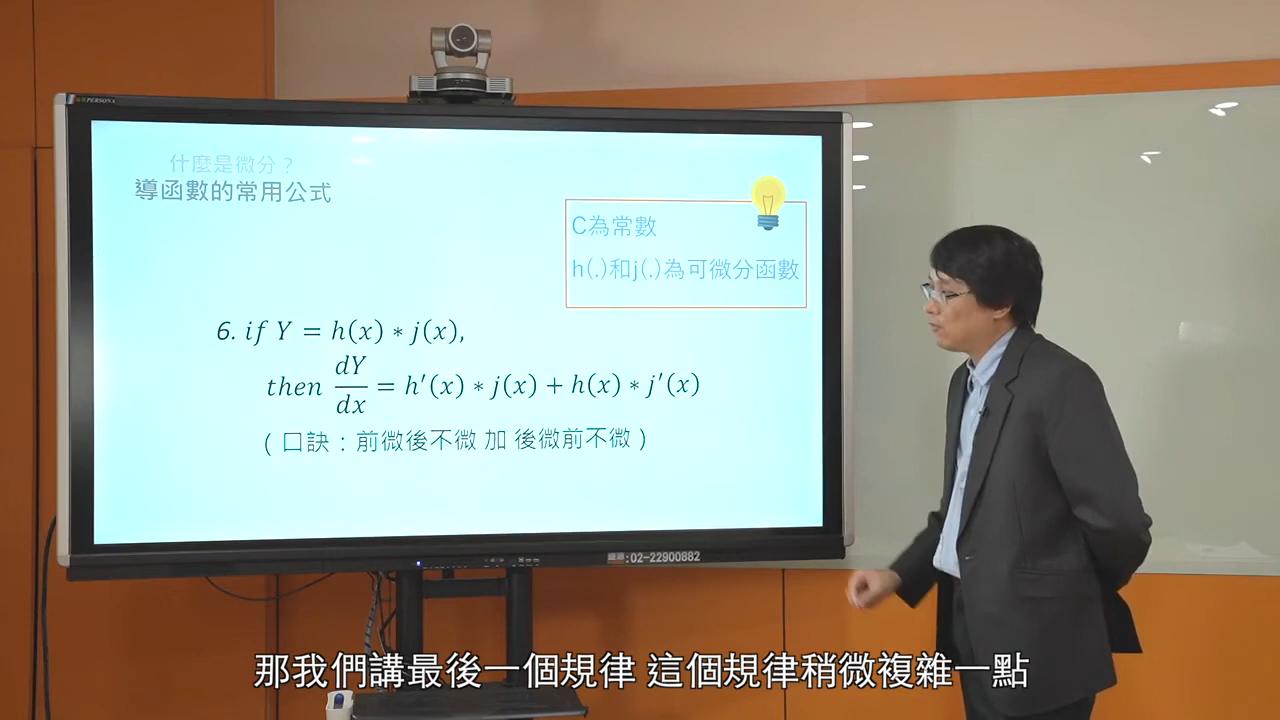 PERSONA
什麼是微分？
導函數的常用公式
C為常數
h(.)和j(.)為可微分函數
6. if Y = h(x) ∗ j(x),
then dY/dx = h′(x) ∗ j(x) + h(x) ∗ j′(x)
( 口訣：前微後不微 加 後微前不微 )
:02-22900882
那我們講最後一個規律 這個規律稍微複雜一點